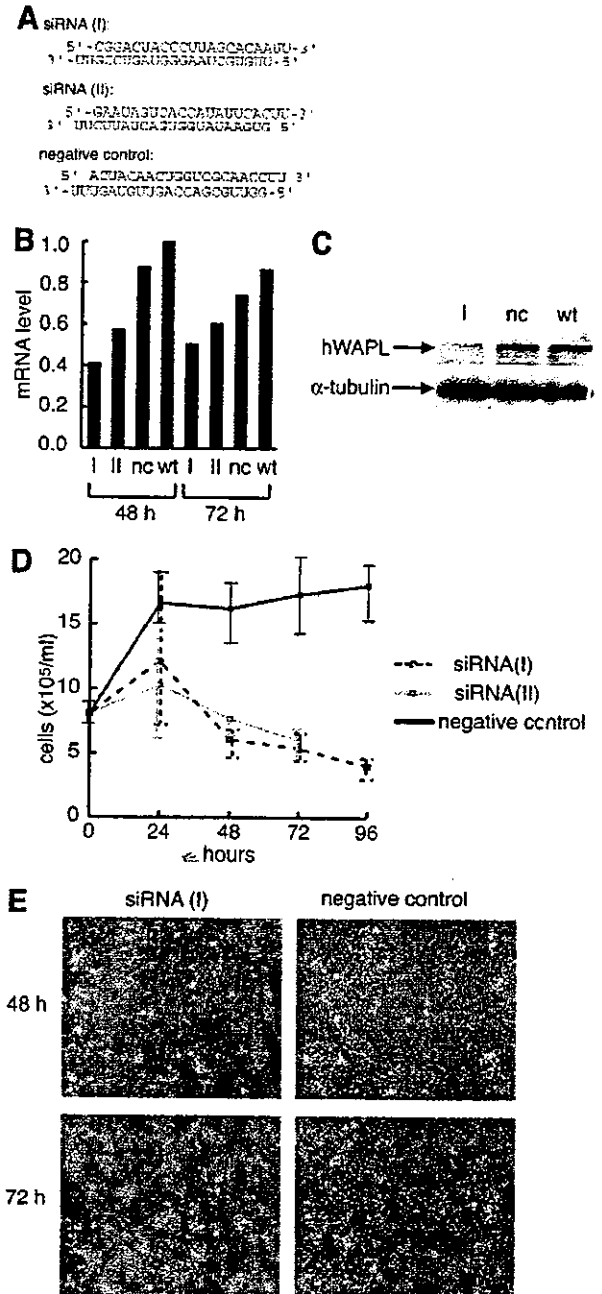 A siRNA (I):
5'-CGGACUACCCUUAGCACAAUU-3'
3'-UUGCCUGAUGGGAAUCGUGUU-5'
siRNA (II):
5'-GAAUAGUCACCAUAUUCACUU-3'
3' UUCUUAUCAGUGGUAUAAGUG 5'
negative control:
5' ACUACAACUGGUCGCAACCUU 3'
3'-UUUGAUGUUGACCAGCGUUGG-5'
B
mRNA level
1.0
0.8
0.6
0.4
0.2
0.0
I II nc wt I II nc wt
48 h 72 h
C
I nc wt
hWAPL
α-tubulin
D
cells (x10⁵/ml)
20
15
10
5
0
0 24 48 72 96
hours
siRNA(I)
siRNA(II)
negative control
E
siRNA (I) negative control
48 h
72 h